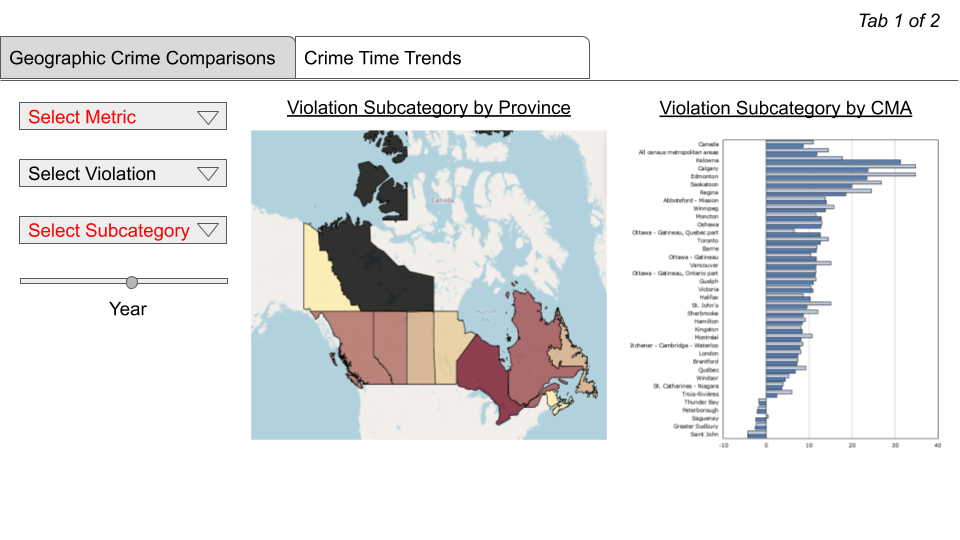 Tab 1 of 2
Geographic Crime Comparisons
Crime Time Trends
Select Metric
Select Violation
Select Subcategory
Year
Violation Subcategory by Province
Canada
Hudson
Bay
Violation Subcategory by CMA
Canada
All census metropolitan areas
Kelowna
Calgary
Edmonton
Saskatoon
Regina
Abbotsford - Mission
Winnipeg
Moncton
Oshawa
Ottawa - Gatineau, Quebec part
Toronto
Barrie
Ottawa - Gatineau
Vancouver
Ottawa - Gatineau, Ontario part
Guelph
Victoria
Halifax
St. John's
Sherbrooke
Hamilton
Kingston
Montréal
itchener - Cambridge - Waterloo
London
Brantford
Québec
Windsor
St. Catharines - Niagara
Trois-Rivières
Thunder Bay
Peterborough
Saguenay
Greater Sudbury
Saint John
-10 0 10 20 30 40